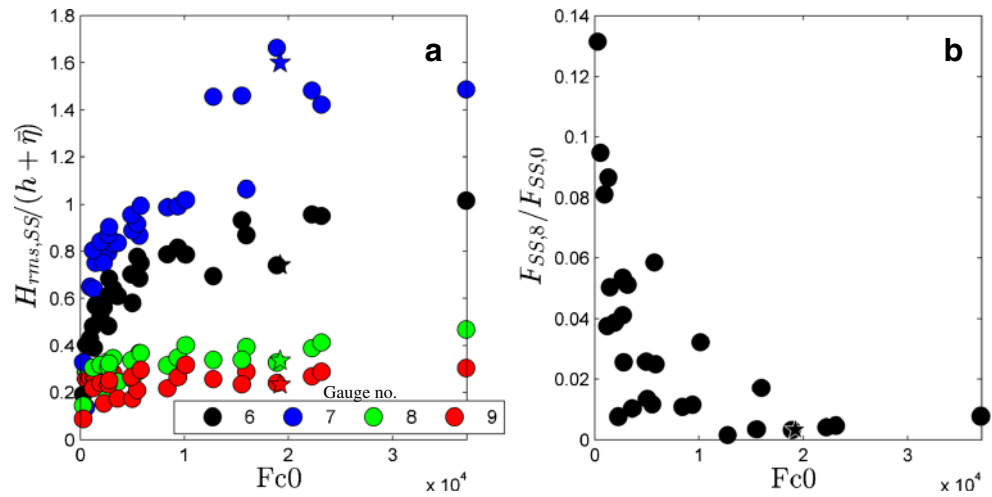 a
1.8
1.6
1.4
1.2
1
0.8
0.6
0.4
0.2
0
H_{rms,SS}/(h + \bar{η})
Gauge no.
6 7 8 9
0 1 2 3
Fc0
x 10^4
b
0.14
0.12
0.1
0.08
0.06
0.04
0.02
0
F_{SS,8}/F_{SS,0}
0 1 2 3
Fc0
x 10^4